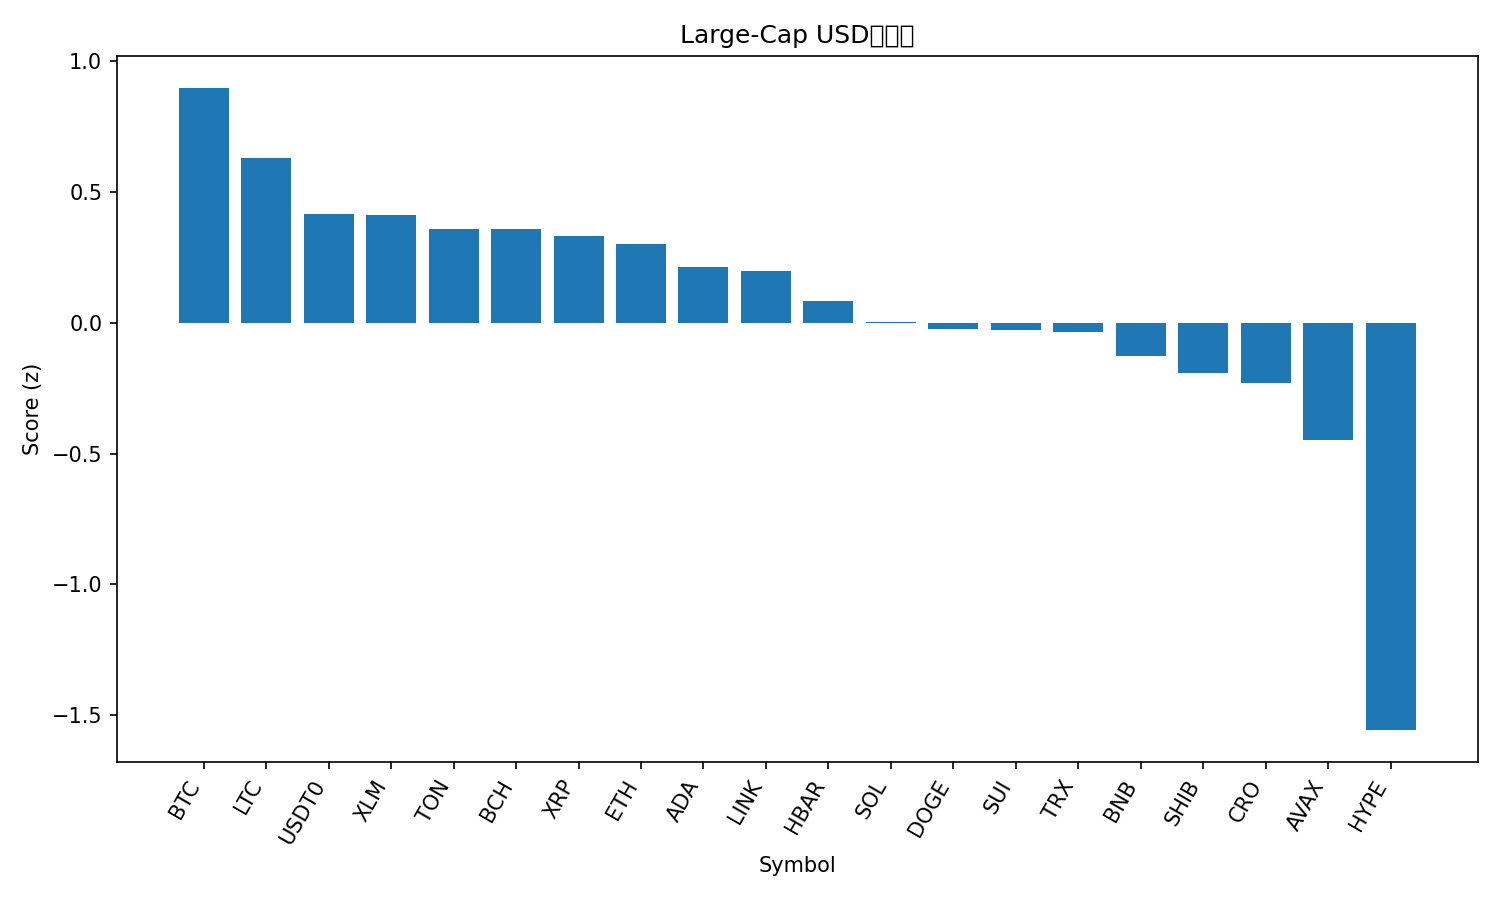 Large-Cap USD
1.0
0.5
0.0
−0.5
−1.0
−1.5
Score (z)
BTC
LTC
USDT0
XLM
TON
BCH
XRP
ETH
ADA
LINK
HBAR
SOL
DOGE
SUI
TRX
BNB
SHIB
CRO
AVAX
HYPE
Symbol